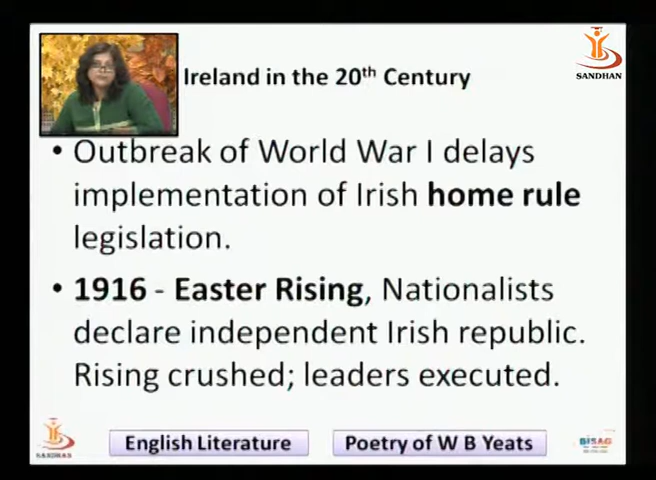 Ireland in the 20th Century
SANDHAN
• Outbreak of World War I delays
implementation of Irish home rule
legislation.
• 1916 - Easter Rising, Nationalists
declare independent Irish republic.
Rising crushed; leaders executed.
SANDHAN
English Literature
Poetry of W B Yeats
BISAG